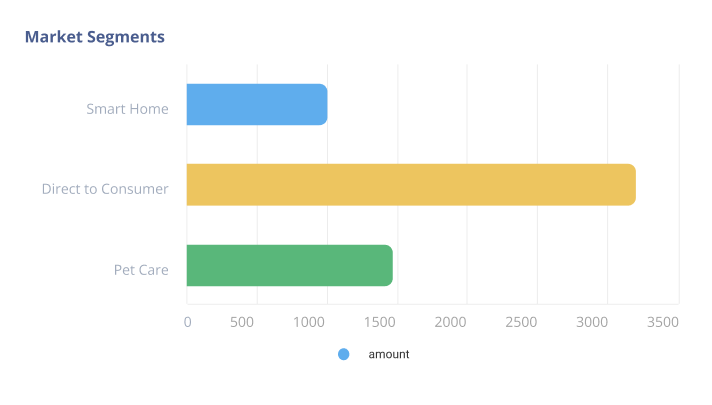 Market Segments
Smart Home
Direct to Consumer
Pet Care
0 500 1000 1500 2000 2500 3000 3500
amount